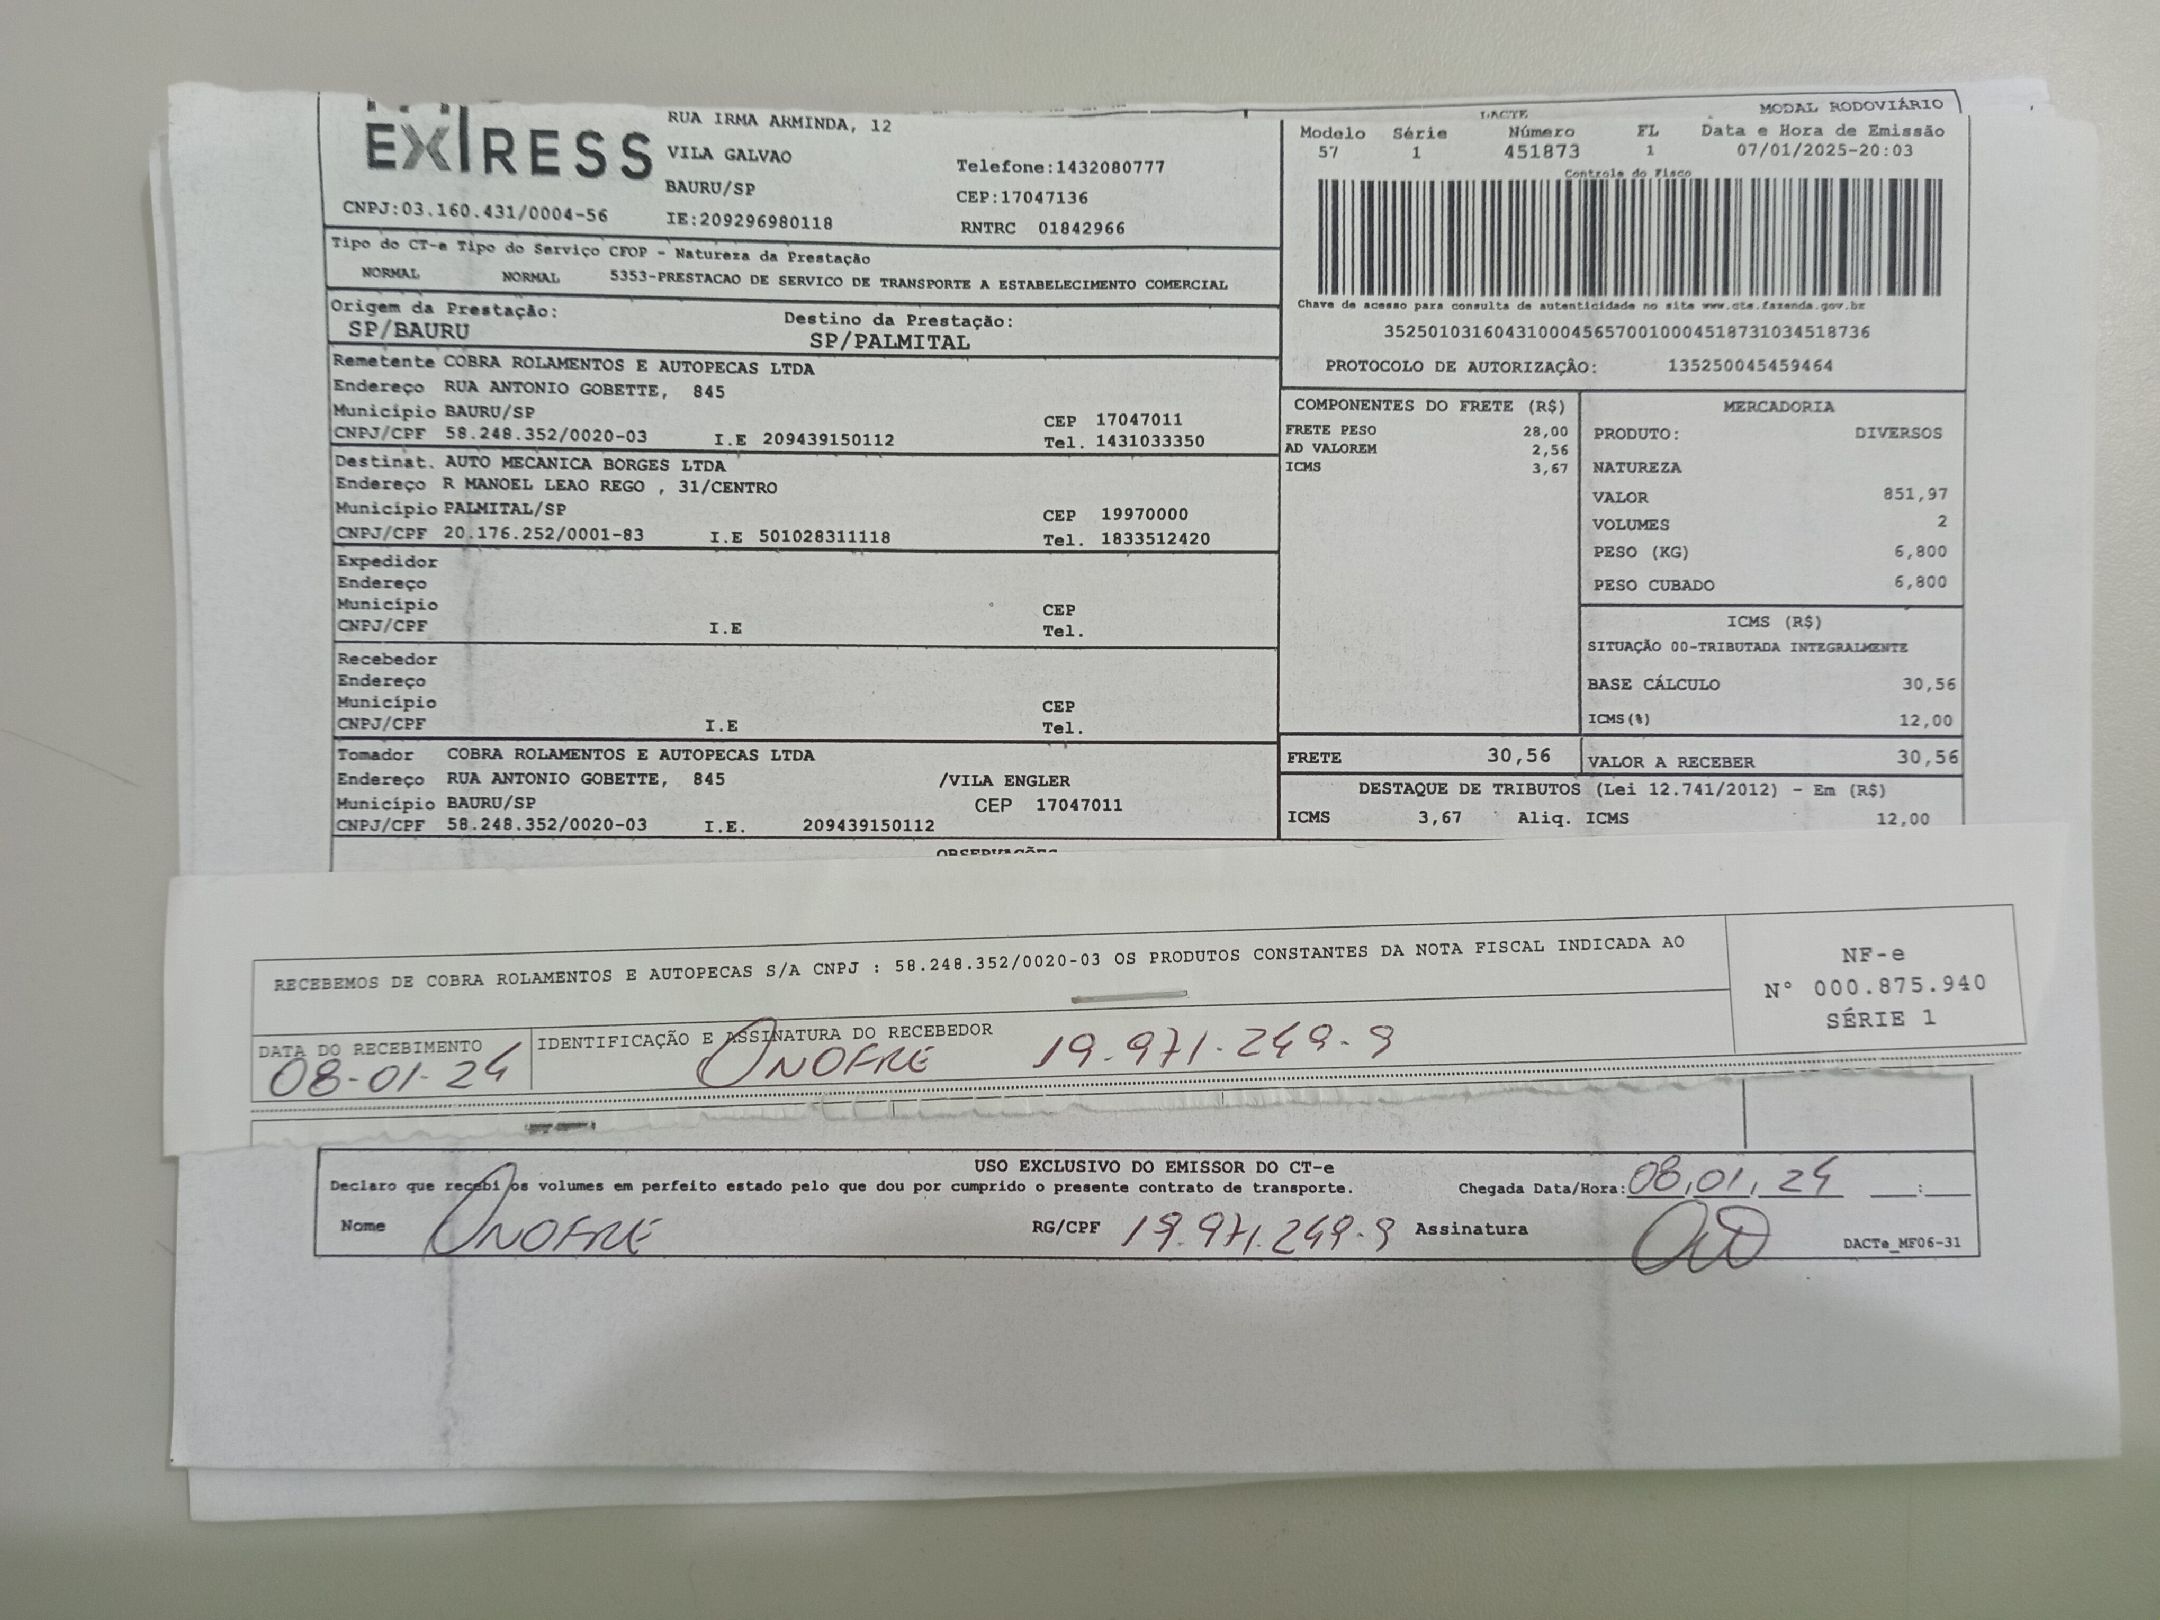 EXPRESS
RUA IRMA ARMINDA, 12
VILA GALVAO
Telefone:1432080777
BAURU/SP
CEP:17047136
CNPJ:03.160.431/0004-56
IE:209296980118
RNTRC 01842966
DACTE
MODAL RODOVIÁRIO
Modelo Série Número FL Data e Hora de Emissão
57 1 451873 1 07/01/2025-20:03
Controle do Fisco
Chave de acesso para consulta de autenticidade no site www.cte.fazenda.gov.br
35250103160431000456570010004518731034518736
PROTOCOLO DE AUTORIZAÇÃO: 135250045459464
Tipo do CT-e Tipo do Serviço CFOP - Natureza da Prestação
NORMAL NORMAL 5353-PRESTACAO DE SERVICO DE TRANSPORTE A ESTABELECIMENTO COMERCIAL
Origem da Prestação: Destino da Prestação:
SP/BAURU SP/PALMITAL
Remetente COBRA ROLAMENTOS E AUTOPECAS LTDA
Endereço RUA ANTONIO GOBETTE, 845
Município BAURU/SP CEP 17047011
CNPJ/CPF 58.248.352/0020-03 I.E 209439150112 Tel. 1431033350
Destinat. AUTO MECANICA BORGES LTDA
Endereço R MANOEL LEAO REGO , 31/CENTRO
Município PALMITAL/SP CEP 19970000
CNPJ/CPF 20.176.252/0001-83 I.E 501028311118 Tel. 1833512420
Expedidor
Endereço
Município CEP
CNPJ/CPF I.E Tel.
Recebedor
Endereço
Município CEP
CNPJ/CPF I.E Tel.
Tomador COBRA ROLAMENTOS E AUTOPECAS LTDA
Endereço RUA ANTONIO GOBETTE, 845 /VILA ENGLER
Município BAURU/SP CEP 17047011
CNPJ/CPF 58.248.352/0020-03 I.E. 209439150112
COMPONENTES DO FRETE (R$)
FRETE PESO 28,00
AD VALOREM 2,56
ICMS 3,67
MERCADORIA
PRODUTO: DIVERSOS
NATUREZA
VALOR 851,97
VOLUMES 2
PESO (KG) 6,800
PESO CUBADO 6,800
ICMS (R$)
SITUAÇÃO 00-TRIBUTADA INTEGRALMENTE
BASE CÁLCULO 30,56
ICMS(%) 12,00
FRETE 30,56 VALOR A RECEBER 30,56
DESTAQUE DE TRIBUTOS (Lei 12.741/2012) - Em (R$)
ICMS 3,67 Aliq. ICMS 12,00
OBSERVAÇÕES
RECEBEMOS DE COBRA ROLAMENTOS E AUTOPECAS S/A CNPJ : 58.248.352/0020-03 OS PRODUTOS CONSTANTES DA NOTA FISCAL INDICADA AO
NF-e
N° 000.875.940
SÉRIE 1
DATA DO RECEBIMENTO IDENTIFICAÇÃO E ASSINATURA DO RECEBEDOR
08-01-24 ONOFRE 19.971.249-9
USO EXCLUSIVO DO EMISSOR DO CT-e
Declaro que recebi os volumes em perfeito estado pelo que dou por cumprido o presente contrato de transporte. Chegada Data/Hora: 08,01,24 :
Nome ONOFRE RG/CPF 19.971.249-9 Assinatura
DACTe_MF06-31